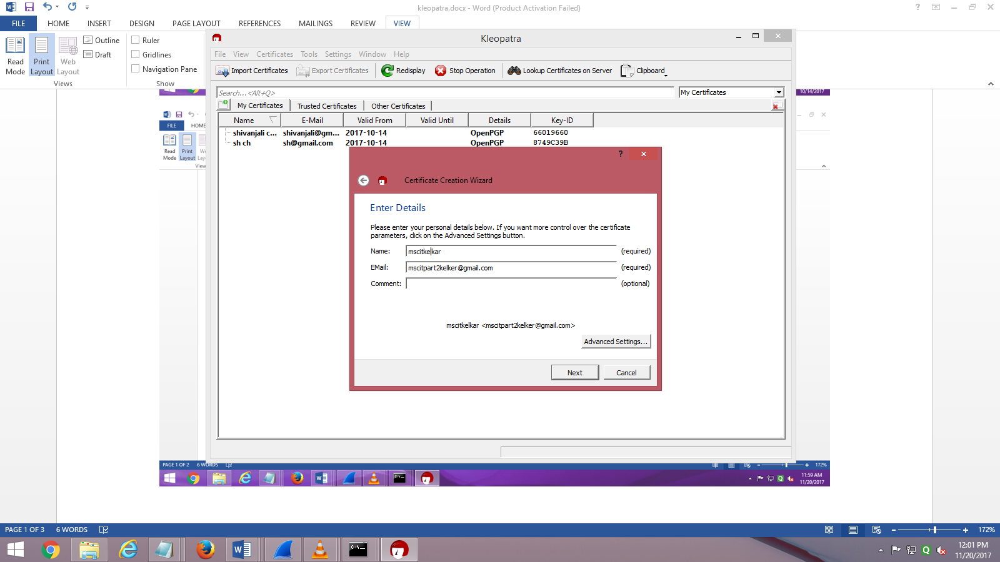 kleopatra.docx - Word (Product Activation Failed)
FILE HOME INSERT DESIGN PAGE LAYOUT REFERENCES MAILINGS REVIEW VIEW
Read Mode
Print Layout
Web Layout
Outline
Draft
Views
Ruler
Gridlines
Navigation Pane
Show
10/14/2017
FILE HOME
Read Mode
Print Layout
Kleopatra
File View Certificates Tools Settings Window Help
Import Certificates Export Certificates Redisplay Stop Operation Lookup Certificates on Server Clipboard
Search...<Alt+Q>
My Certificates
My Certificates Trusted Certificates Other Certificates
Name E-Mail Valid From Valid Until Details Key-ID
shivanjali c... shivanjali@gm... 2017-10-14 OpenPGP 66019660
sh ch sh@gmail.com 2017-10-14 OpenPGP 8749C39B
?
Certificate Creation Wizard
Enter Details
Please enter your personal details below. If you want more control over the certificate
parameters, click on the Advanced Settings button.
Name: mscitkelkar (required)
EMail: mscitpart2kelker@gmail.com (required)
Comment: (optional)
mscitkelkar <mscitpart2kelker@gmail.com>
Advanced Settings...
Next Cancel
PAGE 1 OF 2 6 WORDS 172%
11:59 AM
11/20/2017
PAGE 1 OF 3 6 WORDS 172%
12:01 PM
11/20/2017